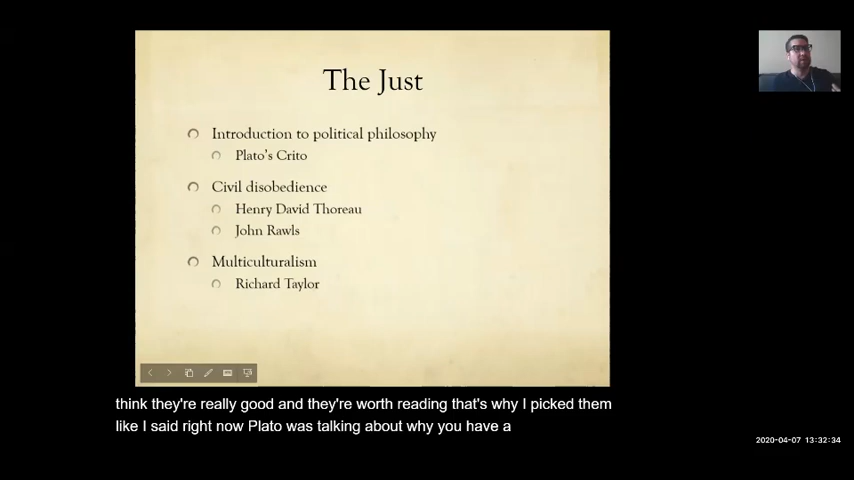 The Just
Introduction to political philosophy
Plato's Crito
Civil disobedience
Henry David Thoreau
John Rawls
Multiculturalism
Richard Taylor
think they're really good and they're worth reading that's why I picked them
like I said right now Plato was talking about why you have a
2020-04-07 13:32:34